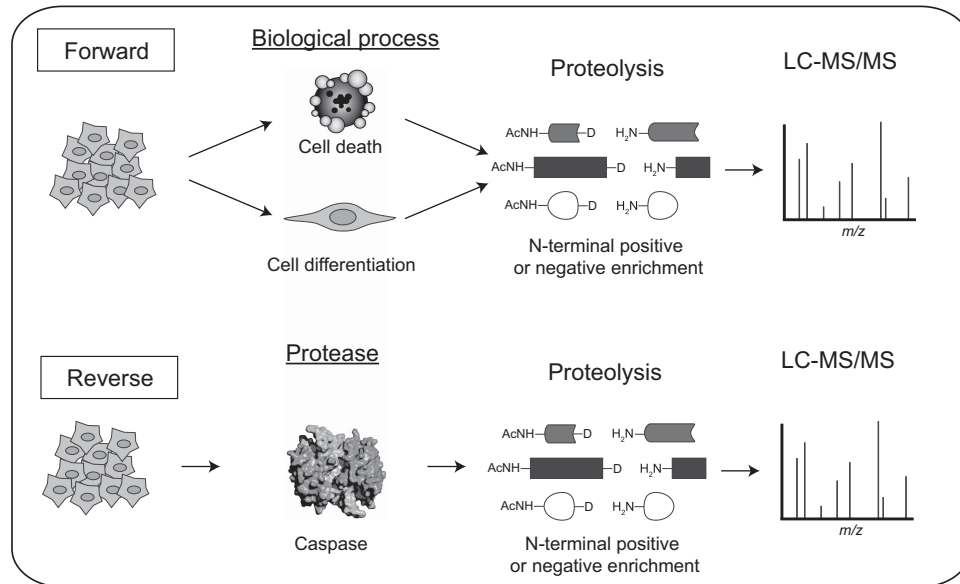 Forward
Biological process
Cell death
Cell differentiation
Proteolysis
AcNH D H₂N
AcNH D H₂N
AcNH D H₂N
N-terminal positive
or negative enrichment
LC-MS/MS
m/z
Reverse
Protease
Caspase
Proteolysis
AcNH D H₂N
AcNH D H₂N
AcNH D H₂N
N-terminal positive
or negative enrichment
LC-MS/MS
m/z